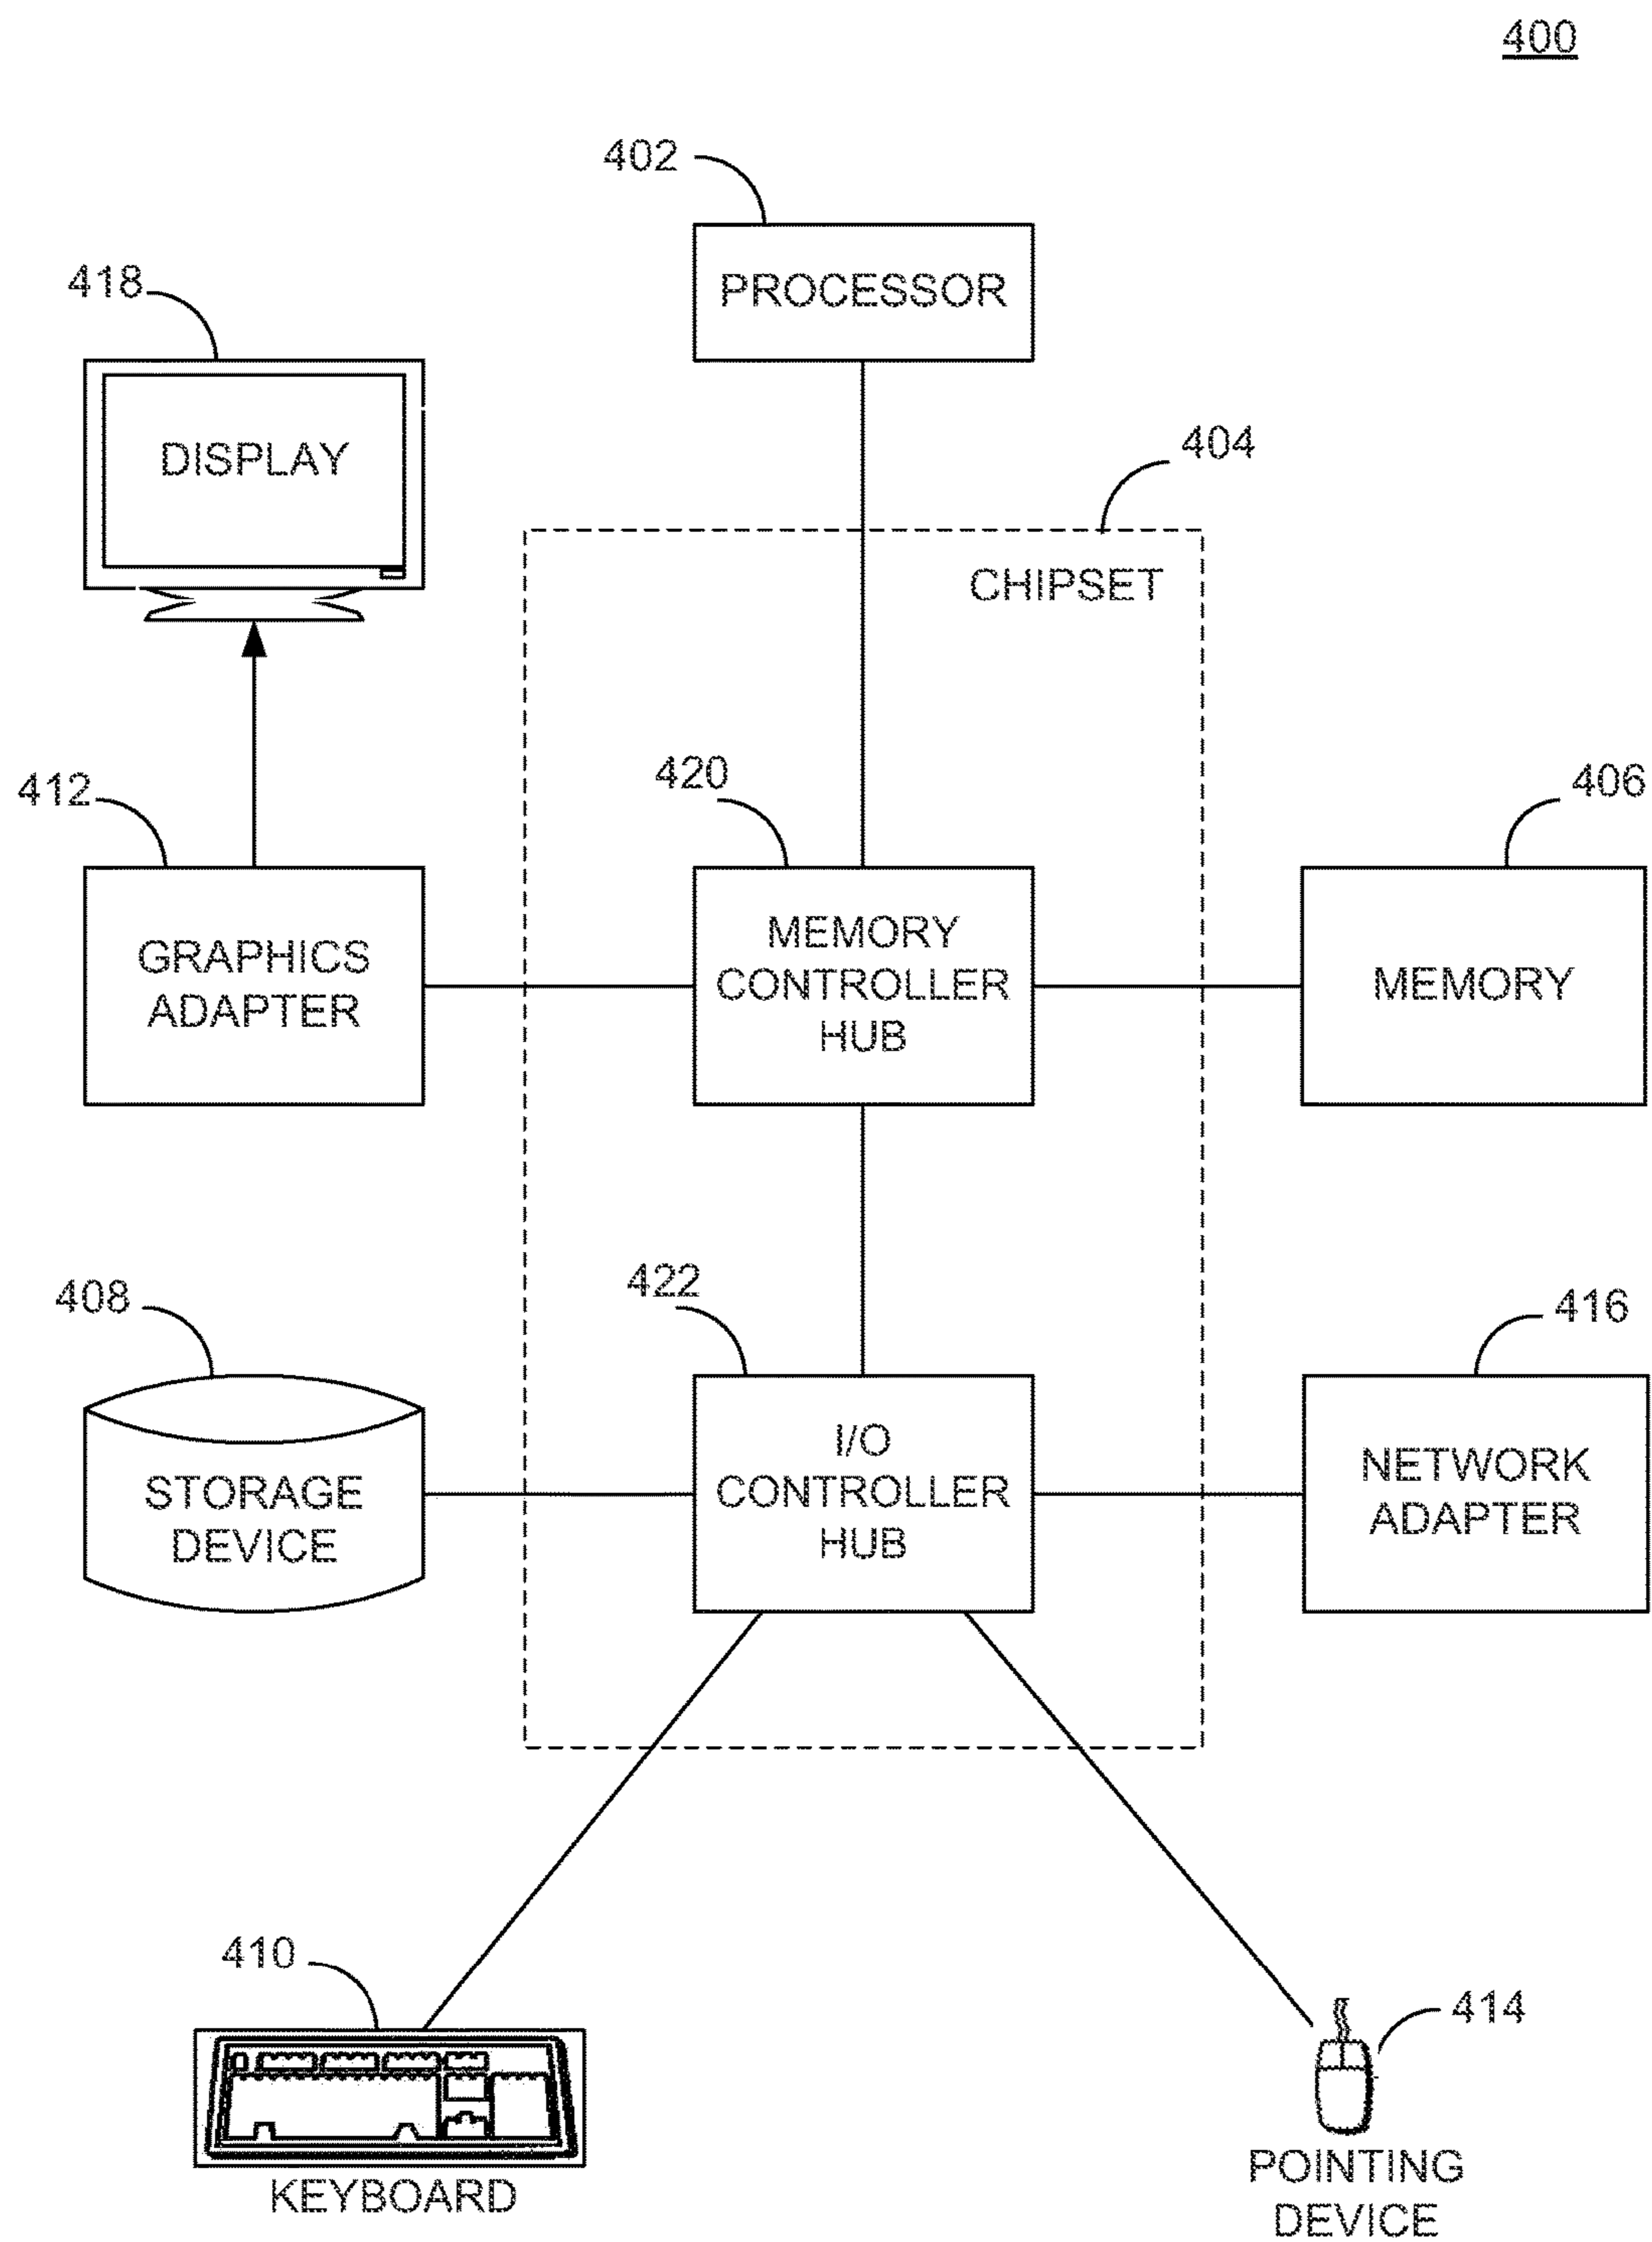 400
402
PROCESSOR
418
DISPLAY
404
CHIPSET
412
GRAPHICS
ADAPTER
420
MEMORY
CONTROLLER
HUB
406
MEMORY
408
STORAGE
DEVICE
422
I/O
CONTROLLER
HUB
416
NETWORK
ADAPTER
410
KEYBOARD
414
POINTING
DEVICE